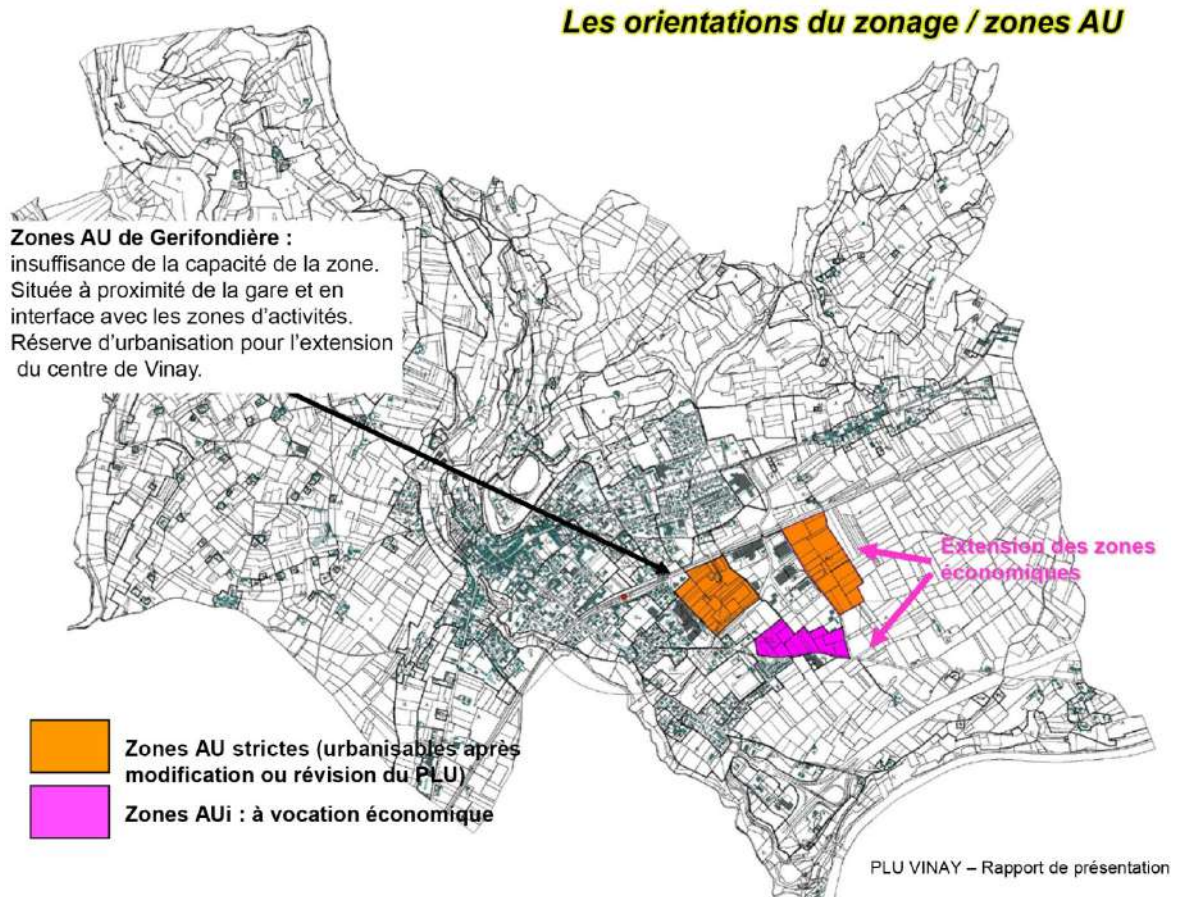 Les orientations du zonage / zones AU
Zones AU de Gerifondière :
insuffisance de la capacité de la zone.
Située à proximité de la gare et en
interface avec les zones d'activités.
Réserve d'urbanisation pour l'extension
du centre de Vinay.
Extension des zones
économiques
Zones AU strictes (urbanisables après
modification ou révision du PLU)
Zones AUi : à vocation économique
PLU VINAY – Rapport de présentation